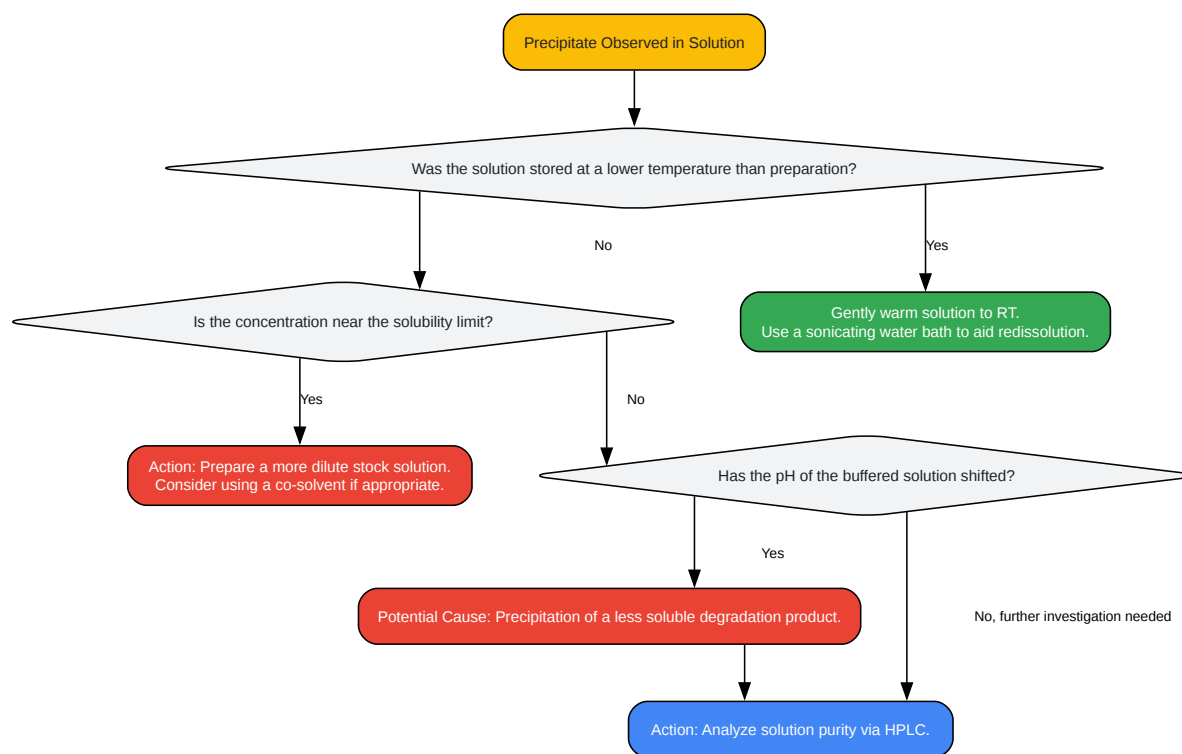 Precipitate Observed in Solution
Was the solution stored at a lower temperature than preparation?
No
Yes
Is the concentration near the solubility limit?
Gently warm solution to RT.
Use a sonicating water bath to aid redissolution.
Yes
No
Action: Prepare a more dilute stock solution.
Consider using a co-solvent if appropriate.
Has the pH of the buffered solution shifted?
Yes
Potential Cause: Precipitation of a less soluble degradation product.
No, further investigation needed
Action: Analyze solution purity via HPLC.